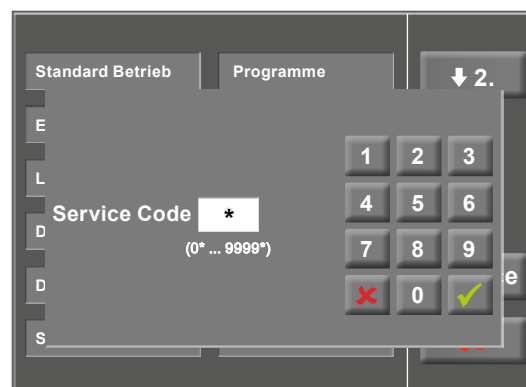 Standard Betrieb Programme
2.
E
1 2 3
L
4 5 6
Service Code *
D
(0* ... 9999*)
7 8 9
D
e
0
S